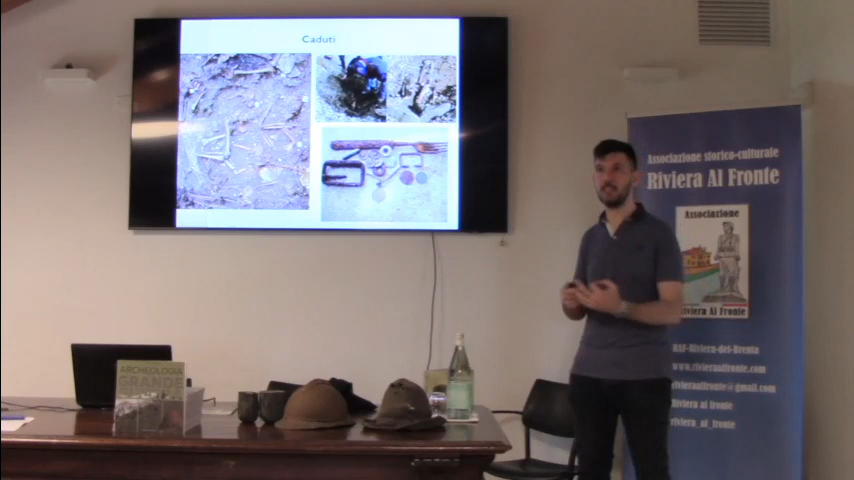 Caduti
Associazione storico-culturale
Riviera Al Fronte
Associazione
Riviera Al Fronte
RAF-Riviera-del-Brenta
www.rivieraalfronte.com
rivieraalfronte@gmail.com
Riviera al fronte
riviera_al_fronte
ARCHEOLOGIA
GRANDE